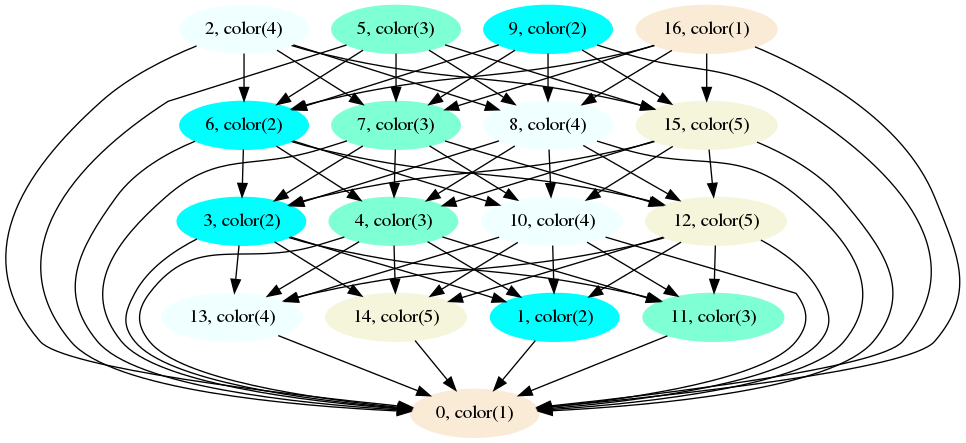 2, color(4)
5, color(3)
9, color(2)
16, color(1)
6, color(2)
7, color(3)
8, color(4)
15, color(5)
3, color(2)
4, color(3)
10, color(4)
12, color(5)
13, color(4)
14, color(5)
1, color(2)
11, color(3)
0, color(1)